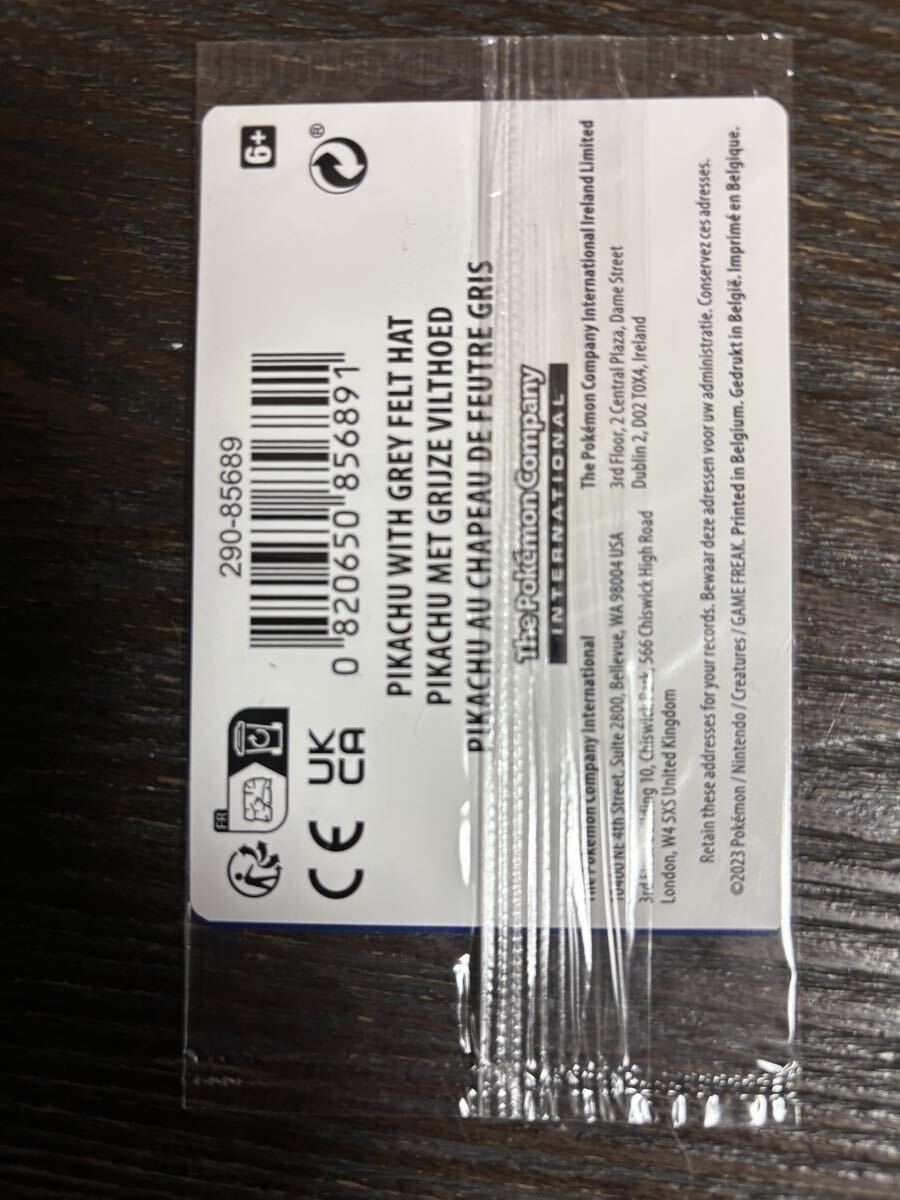 FR
CE
UK
CA
290-85689
0 820650 856891
6+
®
PIKACHU WITH GREY FELT HAT
PIKACHU MET GRIJZE VILTHOED
PIKACHU AU CHAPEAU DE FEUTRE GRIS
The Pokémon Company
INTERNATIONAL
The Pokémon Company International
10400 NE 4th Street, Suite 2800, Bellevue, WA 98004 USA
3rd Building 10, Chiswick Park, 566 Chiswick High Road
London, W4 5XS United Kingdom
The Pokémon Company International Ireland Limited
3rd Floor, 2 Central Plaza, Dame Street
Dublin 2, D02 T0X4, Ireland
Retain these addresses for your records. Bewaar deze adressen voor uw administratie. Conservez ces adresses.
©2023 Pokémon / Nintendo / Creatures / GAME FREAK. Printed in Belgium. Gedrukt in België. Imprimé en Belgique.